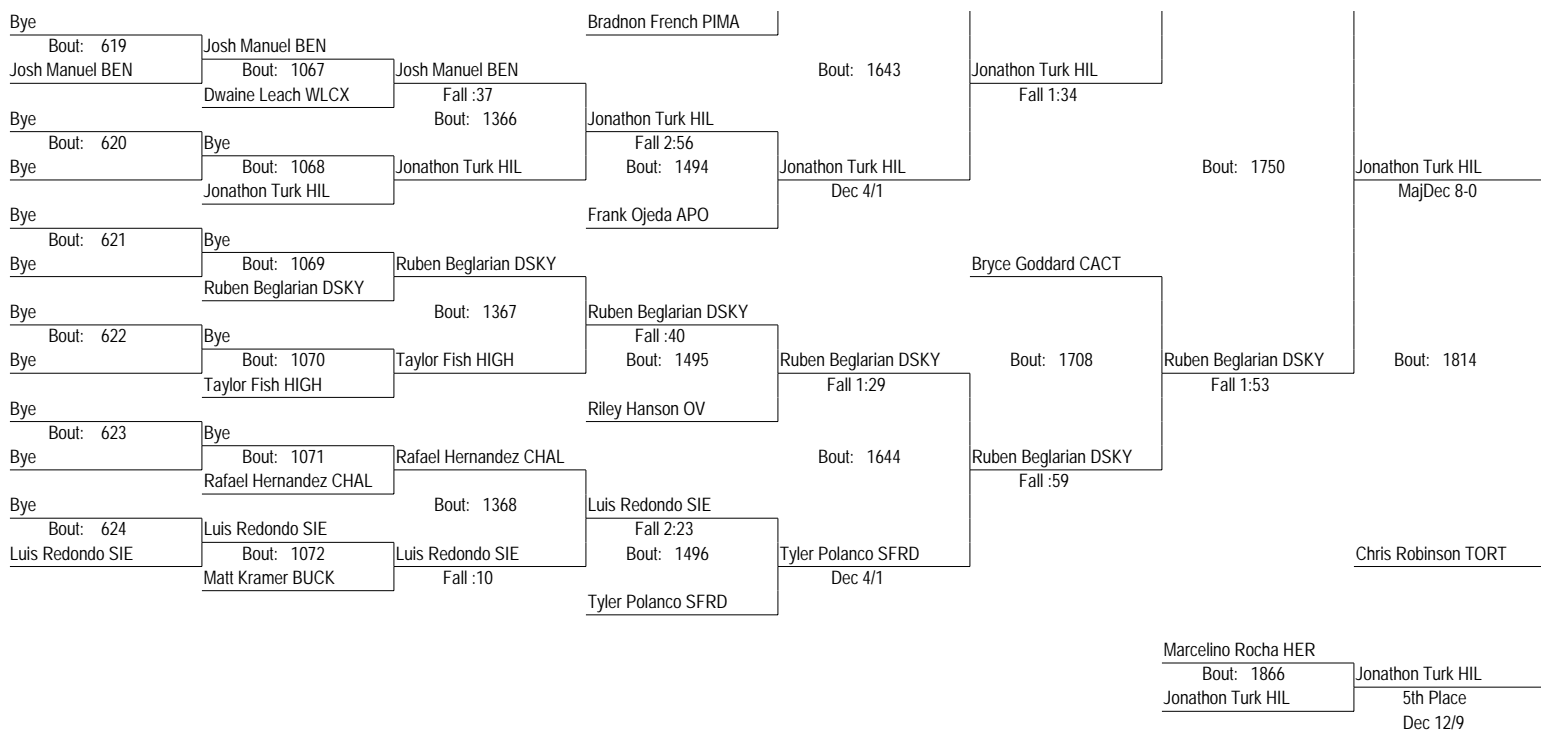 Bye
Bradnon French PIMA
Bout: 619
Josh Manuel BEN
Josh Manuel BEN
Bout: 1067
Josh Manuel BEN
Bout: 1643
Jonathon Turk HIL
Dwaine Leach WLCX
Fall :37
Fall 1:34
Bye
Bout: 1366
Jonathon Turk HIL
Bout: 620
Bye
Fall 2:56
Bye
Bout: 1068
Jonathon Turk HIL
Bout: 1494
Jonathon Turk HIL
Bout: 1750
Jonathon Turk HIL
Jonathon Turk HIL
Dec 4/1
MajDec 8-0
Bye
Frank Ojeda APO
Bout: 621
Bye
Bye
Bout: 1069
Ruben Beglarian DSKY
Bryce Goddard CACT
Ruben Beglarian DSKY
Bye
Bout: 1367
Ruben Beglarian DSKY
Bout: 622
Bye
Fall :40
Bye
Bout: 1070
Taylor Fish HIGH
Bout: 1495
Ruben Beglarian DSKY
Bout: 1708
Ruben Beglarian DSKY
Bout: 1814
Taylor Fish HIGH
Fall 1:29
Fall 1:53
Bye
Riley Hanson OV
Bout: 623
Bye
Bye
Bout: 1071
Rafael Hernandez CHAL
Bout: 1644
Ruben Beglarian DSKY
Rafael Hernandez CHAL
Fall :59
Bye
Bout: 1368
Luis Redondo SIE
Bout: 624
Luis Redondo SIE
Fall 2:23
Luis Redondo SIE
Bout: 1072
Luis Redondo SIE
Bout: 1496
Tyler Polanco SFRD
Chris Robinson TORT
Matt Kramer BUCK
Fall :10
Dec 4/1
Tyler Polanco SFRD
Marcelino Rocha HER
Bout: 1866
Jonathon Turk HIL
Jonathon Turk HIL
5th Place
Dec 12/9